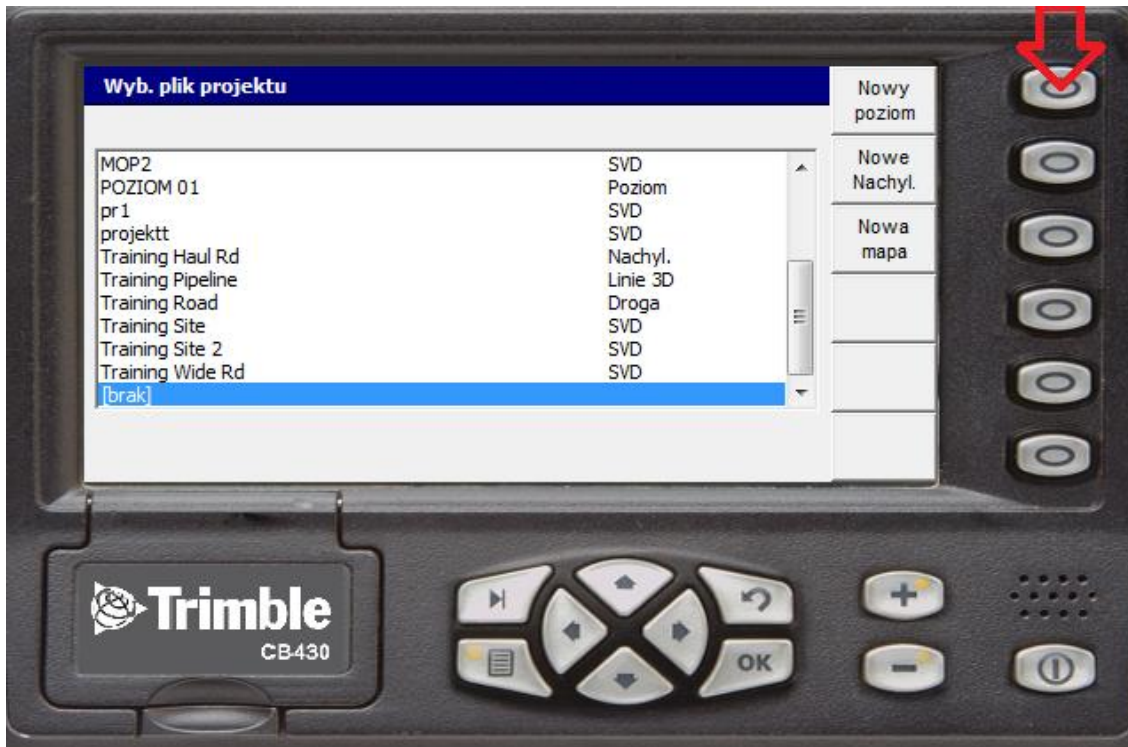 Wyb. plik projektu
Nowy
poziom
Nowe
Nachyl.
Nowa
mapa
MOP2 SVD
POZIOM 01 Poziom
pr1 SVD
projektt SVD
Training Haul Rd Nachyl.
Training Pipeline Linie 3D
Training Road Droga
Training Site SVD
Training Site 2 SVD
Training Wide Rd SVD
[brak]
Trimble
CB430
OK